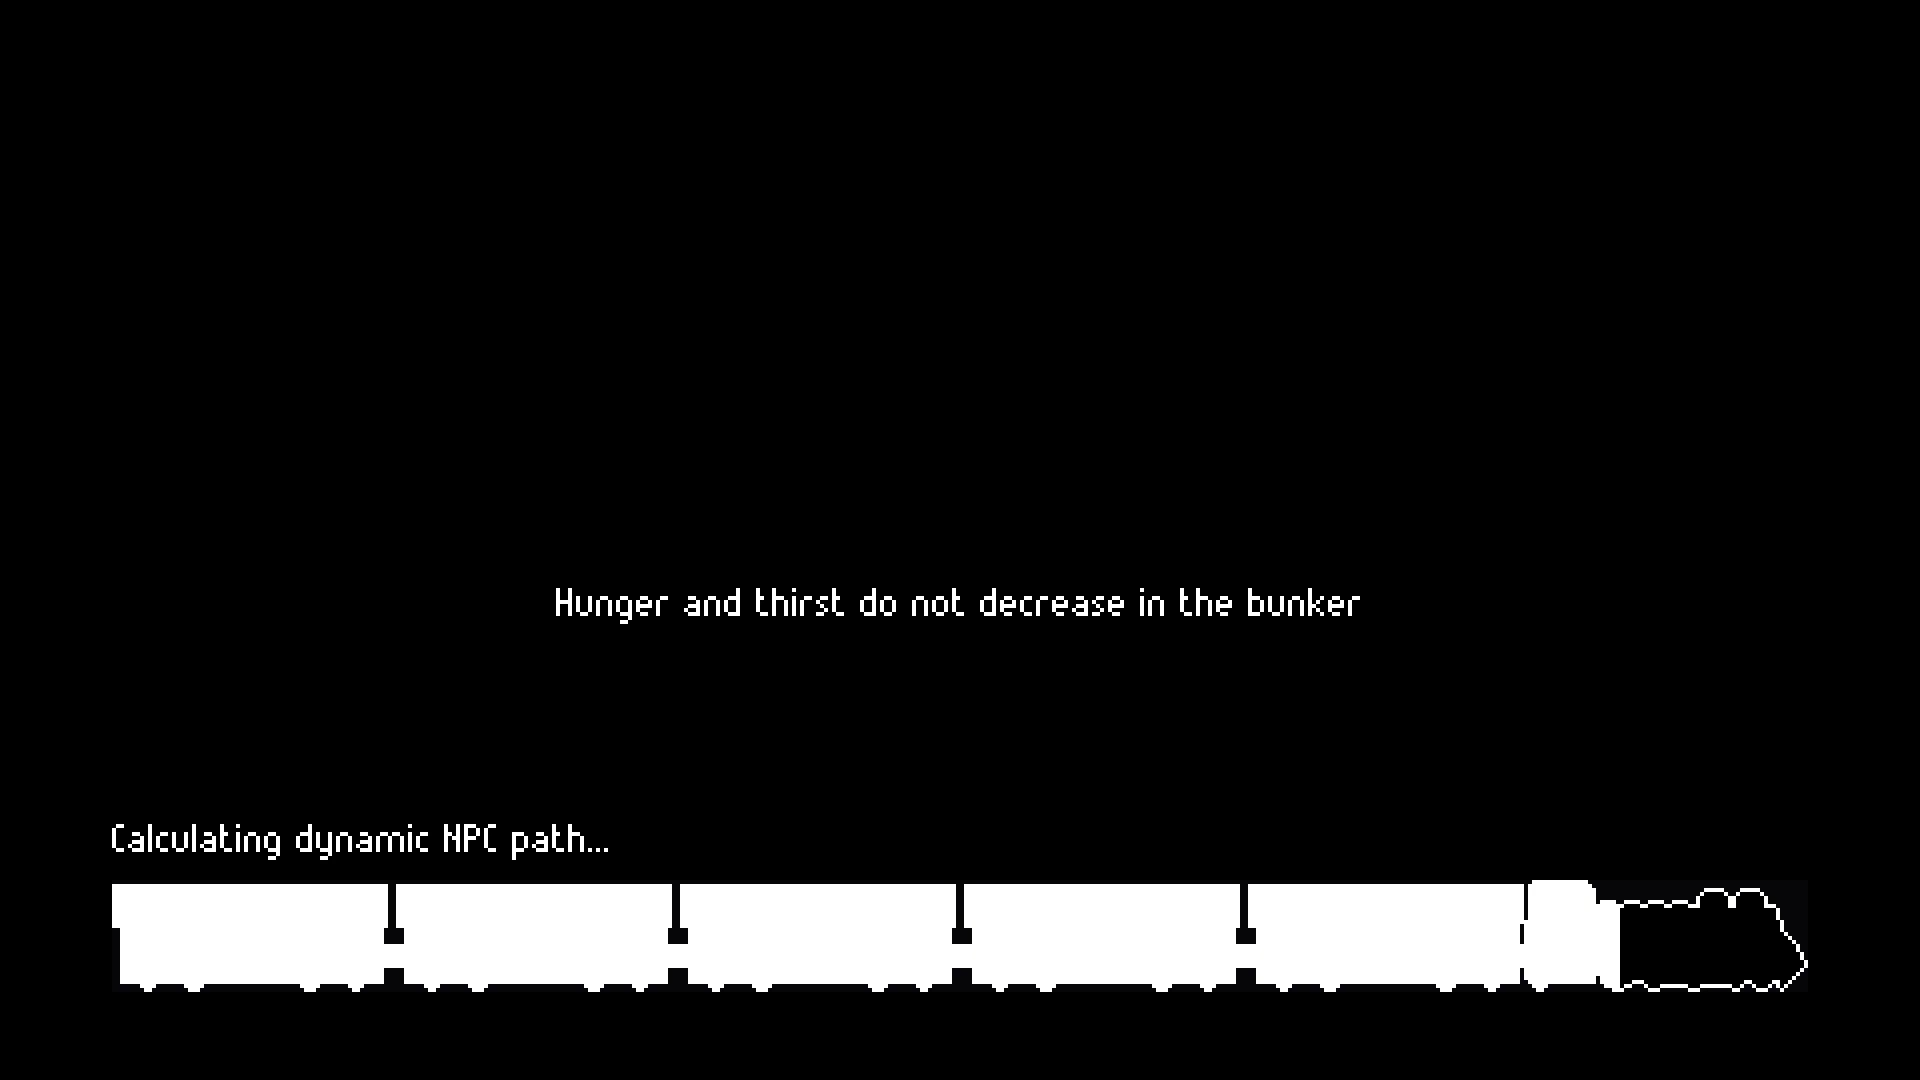 Hunger and thirst do not decrease in the bunker
Calculating dynamic NPC path...